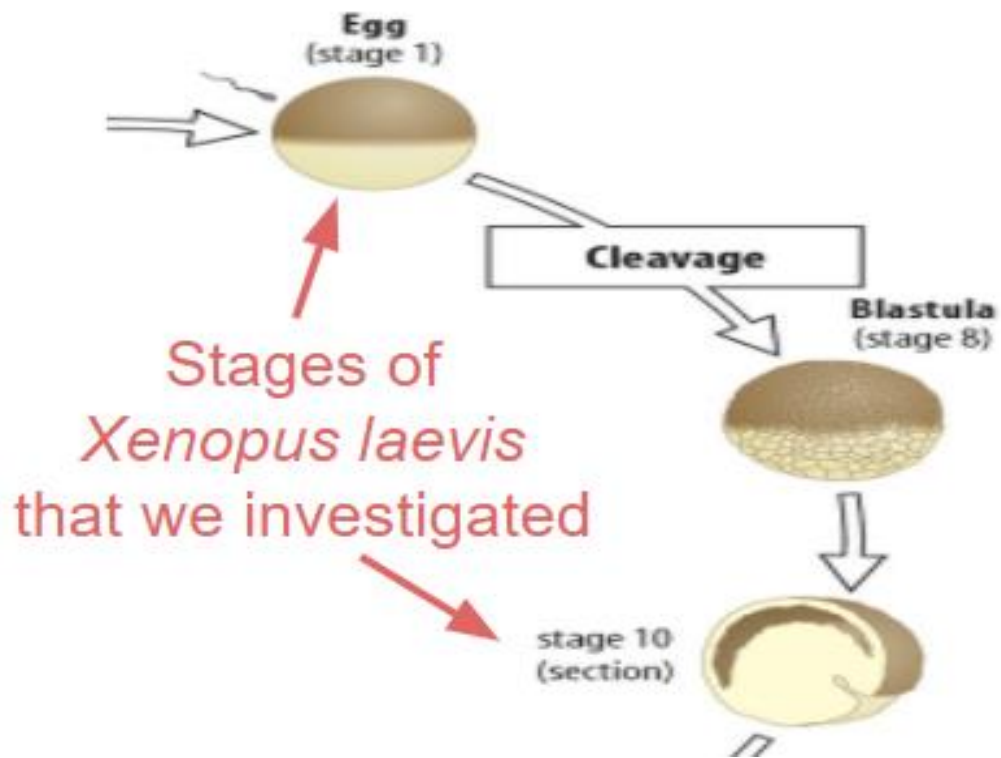 Egg
(stage 1)
Cleavage
Blastula
(stage 8)
Stages of
Xenopus laevis
that we investigated
stage 10
(section)